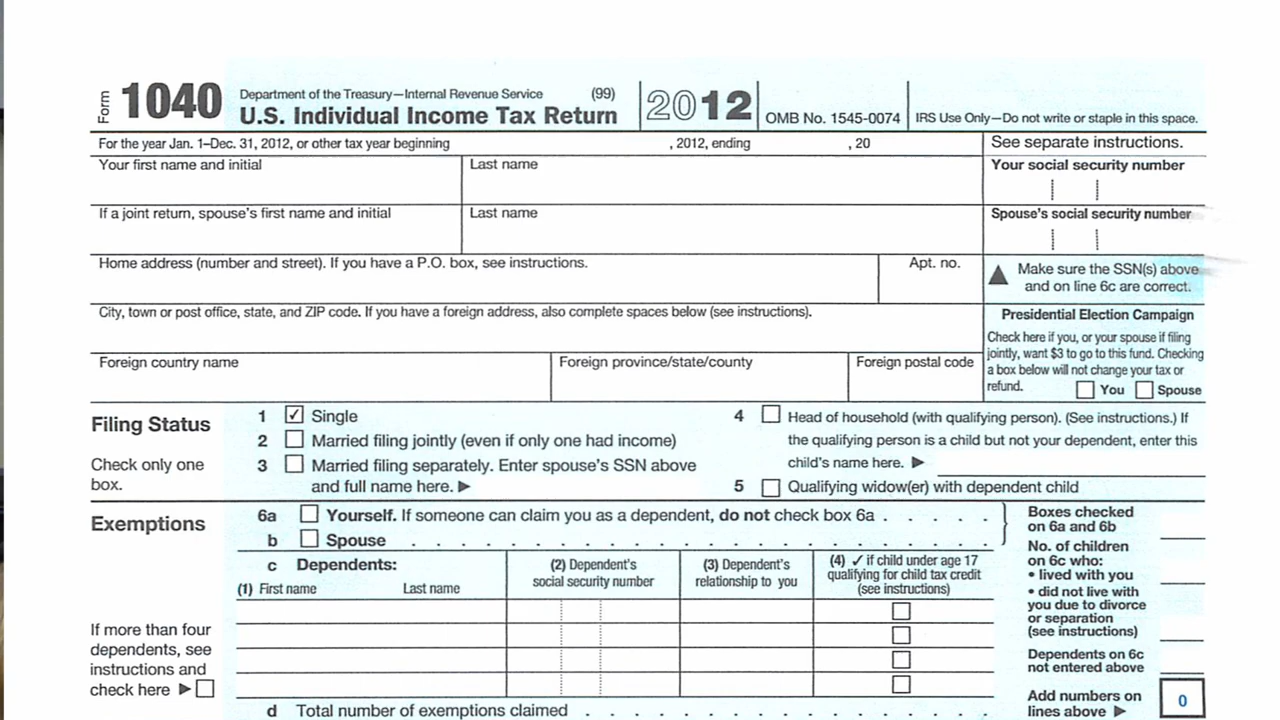 Form 1040 Department of the Treasury—Internal Revenue Service (99)
U.S. Individual Income Tax Return 2012 OMB No. 1545-0074 IRS Use Only—Do not write or staple in this space.
For the year Jan. 1–Dec. 31, 2012, or other tax year beginning , 2012, ending , 20 See separate instructions.
Your first name and initial Last name Your social security number
If a joint return, spouse's first name and initial Last name Spouse's social security number
Home address (number and street). If you have a P.O. box, see instructions. Apt. no.
▲ Make sure the SSN(s) above
and on line 6c are correct.
City, town or post office, state, and ZIP code. If you have a foreign address, also complete spaces below (see instructions).
Foreign country name Foreign province/state/county Foreign postal code
Presidential Election Campaign
Check here if you, or your spouse if filing
jointly, want $3 to go to this fund. Checking
a box below will not change your tax or
refund. You Spouse
Filing Status
Check only one
box.
1 ✓ Single
2 Married filing jointly (even if only one had income)
3 Married filing separately. Enter spouse's SSN above
and full name here. ▶
4 Head of household (with qualifying person). (See instructions.) If
the qualifying person is a child but not your dependent, enter this
child's name here. ▶
5 Qualifying widow(er) with dependent child
Exemptions
6a Yourself. If someone can claim you as a dependent, do not check box 6a . . . . .
b Spouse . . . . . . . . . . . . . . . . . . . . . . .
c Dependents:
(1) First name Last name
(2) Dependent's
social security number
(3) Dependent's
relationship to you
(4) ✓ if child under age 17
qualifying for child tax credit
(see instructions)
If more than four
dependents, see
instructions and
check here ▶
d Total number of exemptions claimed . . . . . . . . . . . . . . . .
Boxes checked
on 6a and 6b
No. of children
on 6c who:
• lived with you
• did not live with
you due to divorce
or separation
(see instructions)
Dependents on 6c
not entered above
Add numbers on
lines above ▶ 0